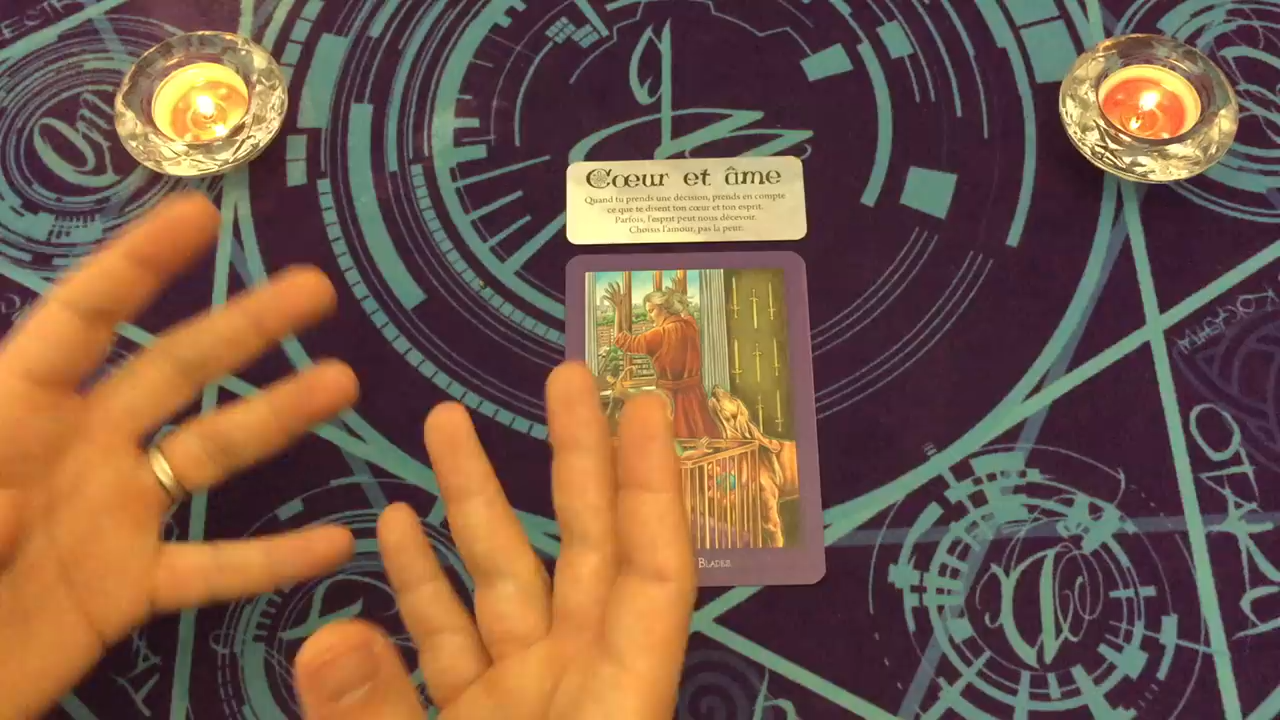 Cœur et âme
Quand tu prends une décision, prends en compte
ce que te disent ton cœur et ton esprit.
Parfois, l'esprit peut nous décevoir.
Choisis l'amour, pas la peur.
Blades